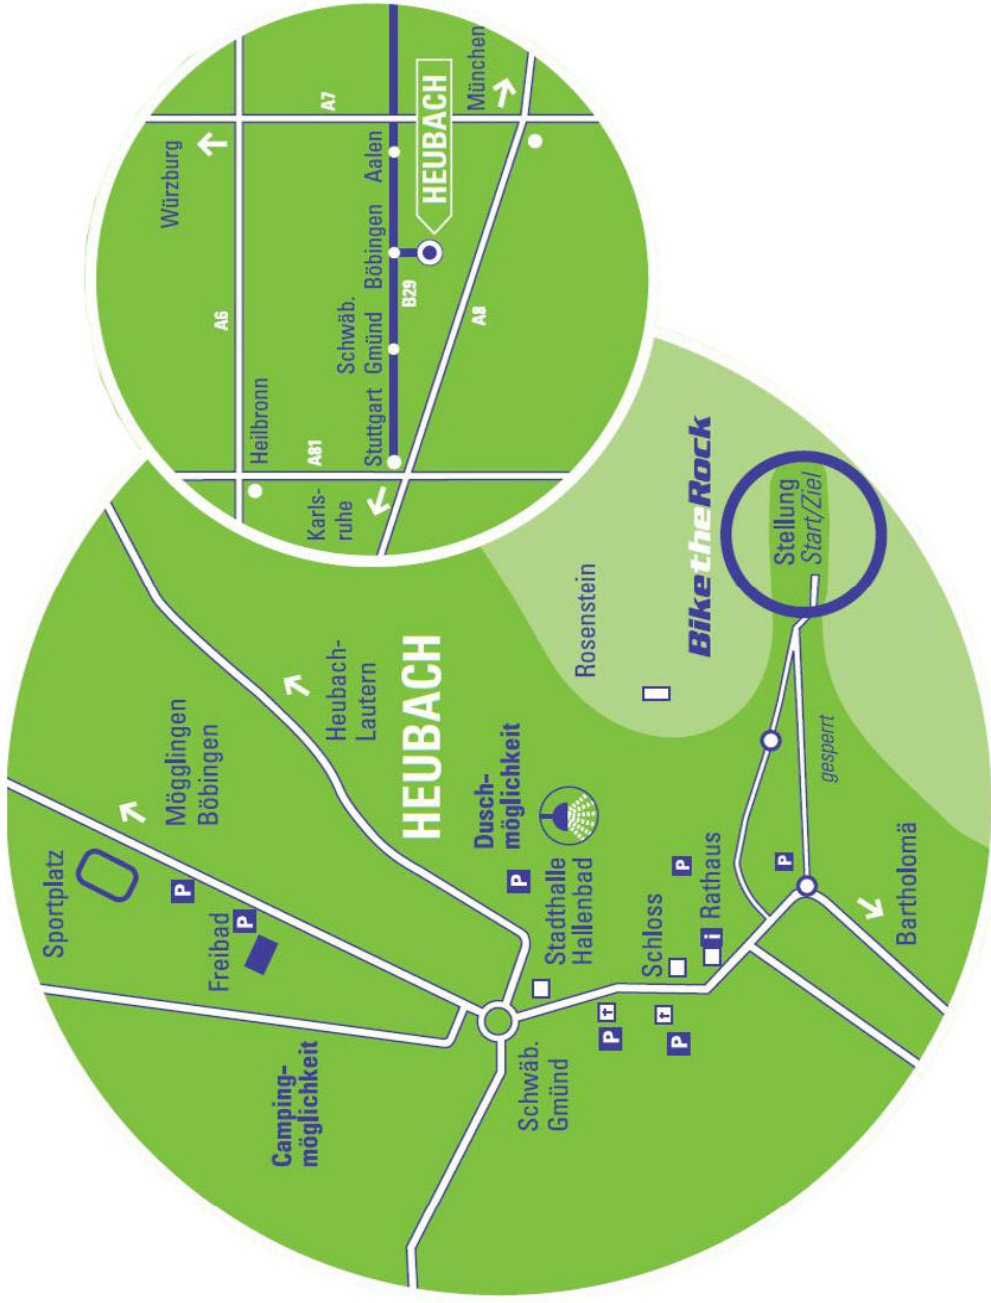 Würzburg
A7
München
A6
Heilbronn
A81
Karls-
ruhe
Stuttgart
Schwäb.
Gmünd
Böbingen
Aalen
B29
HEUBACH
A8
Sportplatz
P
Mögglingen
Böbingen
Freibad
P
Heubach-
Lautern
Camping-
möglichkeit
HEUBACH
Dusch-
möglichkeit
P
Stadthalle
Hallenbad
Schwäb.
Gmünd
Rosenstein
BiketheRock
Stellung
Start/Ziel
gesperrt
Schloss
P
i Rathaus
P
P
P
Bartholomä